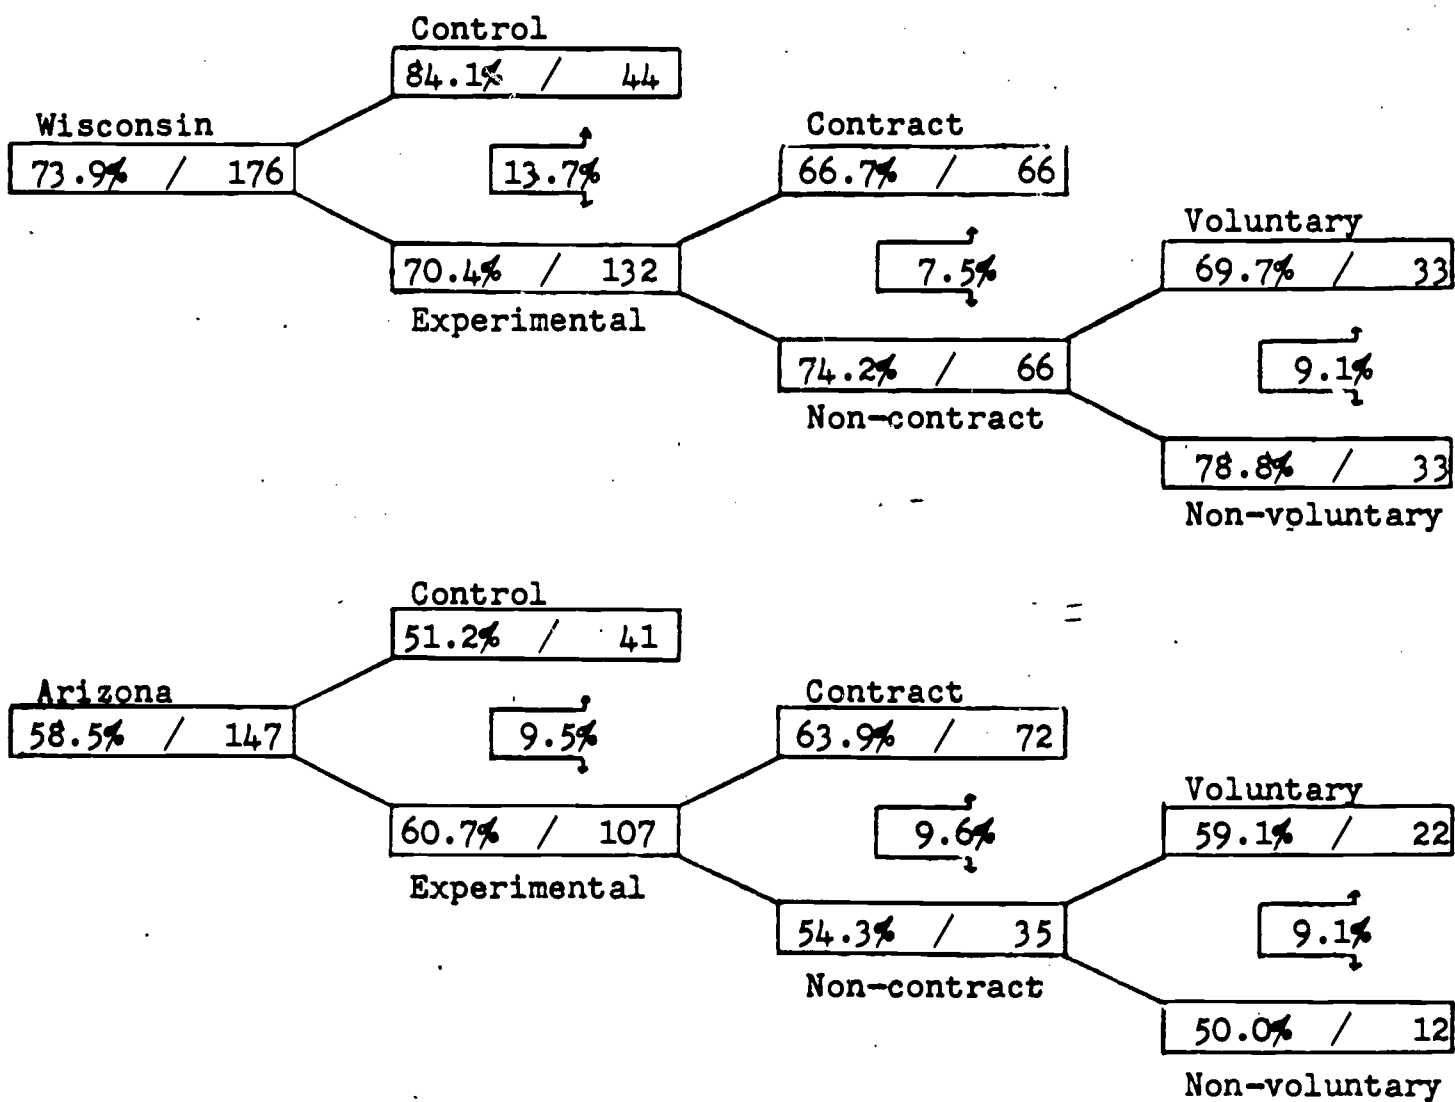 Control
84.1% / 44
Wisconsin
73.9% / 176
13.7%
Contract
66.7% / 66
70.4% / 132
Experimental
7.5%
Voluntary
69.7% / 33
74.2% / 66
Non-contract
9.1%
78.8% / 33
Non-voluntary
Control
51.2% / 41
Arizona
58.5% / 147
9.5%
Contract
63.9% / 72
60.7% / 107
Experimental
9.6%
Voluntary
59.1% / 22
54.3% / 35
Non-contract
9.1%
50.0% / 12
Non-voluntary